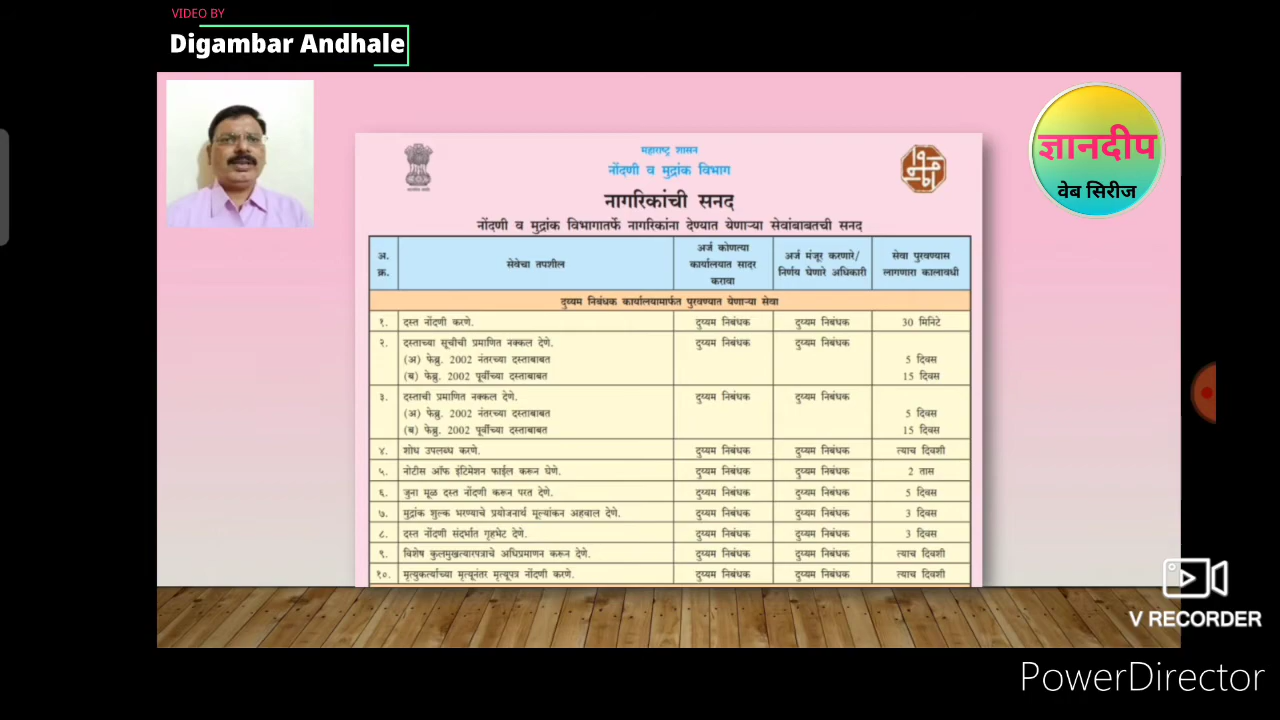 VIDEO BY
Digambar Andhale
ज्ञानदीप
वेब सिरीज
महाराष्ट्र शासन
नोंदणी व मुद्रांक विभाग
नागरिकांची सनद
नोंदणी व मुद्रांक विभागातर्फे नागरिकांना देण्यात येणाऱ्या सेवांबाबतची सनद
अ. क्र. सेवेचा तपशील अर्ज कोणत्या कार्यालयात सादर करावा अर्ज मंजूर करणारे/ निर्णय घेणारे अधिकारी सेवा पुरवण्यास लागणारा कालावधी
दुय्यम निबंधक कार्यालयामार्फत पुरवण्यात येणाऱ्या सेवा
१. दस्त नोंदणी करणे. दुय्यम निबंधक दुय्यम निबंधक 30 मिनिटे
२. दस्ताच्या सूचीची प्रमाणित नक्कल देणे. दुय्यम निबंधक दुय्यम निबंधक
(अ) फेब्रु. 2002 नंतरच्या दस्ताबाबत 5 दिवस
(ब) फेब्रु. 2002 पूर्वीच्या दस्ताबाबत 15 दिवस
३. दस्ताची प्रमाणित नक्कल देणे. दुय्यम निबंधक दुय्यम निबंधक
(अ) फेब्रु. 2002 नंतरच्या दस्ताबाबत 5 दिवस
(ब) फेब्रु. 2002 पूर्वीच्या दस्ताबाबत 15 दिवस
४. शोध उपलब्ध करणे. दुय्यम निबंधक दुय्यम निबंधक त्याच दिवशी
५. नोटीस ऑफ इंटिमेशन फाईल करून घेणे. दुय्यम निबंधक दुय्यम निबंधक 2 तास
६. जुना मूळ दस्त नोंदणी करून परत देणे. दुय्यम निबंधक दुय्यम निबंधक 5 दिवस
७. मुद्रांक शुल्क भरण्याचे प्रयोजनार्थ मूल्यांकन अहवाल देणे. दुय्यम निबंधक दुय्यम निबंधक 3 दिवस
८. दस्त नोंदणी संदर्भात गृहभेट देणे. दुय्यम निबंधक दुय्यम निबंधक 3 दिवस
९. विशेष कुलमुखत्यारपत्राचे अधिप्रमाणन करून देणे. दुय्यम निबंधक दुय्यम निबंधक त्याच दिवशी
१०. मृत्युकर्त्याच्या मृत्यूनंतर मृत्यूपत्र नोंदणी करणे. दुय्यम निबंधक दुय्यम निबंधक त्याच दिवशी
V RECORDER
PowerDirector